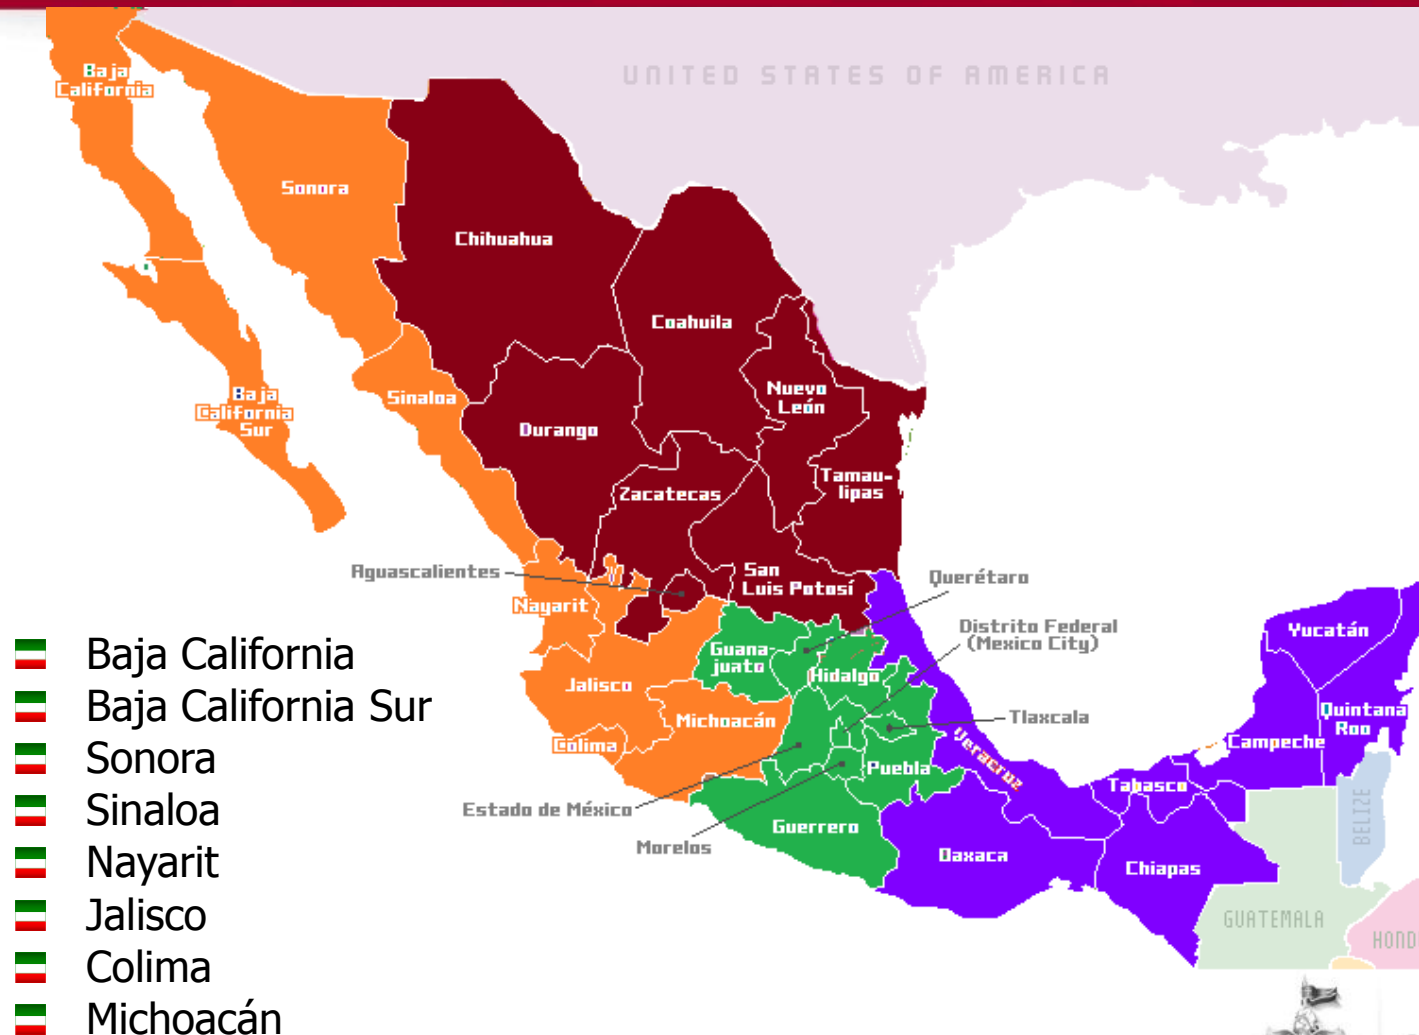 UNITED STATES OF AMERICA
Baja
California
Sonora
Chihuahua
Coahuila
Baja
California
Sur
Sinaloa
Nuevo
León
Durango
Tamau-
lipas
Zacatecas
Aguascalientes
San
Luis Potosí
Querétaro
Nayarit
Distrito Federal
(Mexico City)
Yucatán
Guana-
juato
Hidalgo
Jalisco
Michoacán
Tlaxcala
Quintana
Roo
Colima
Veracruz
Campeche
Puebla
Tabasco
Estado de México
Guerrero
Morelos
Oaxaca
Chiapas
BELIZE
GUATEMALA
HOND
Baja California
Baja California Sur
Sonora
Sinaloa
Nayarit
Jalisco
Colima
Michoacán